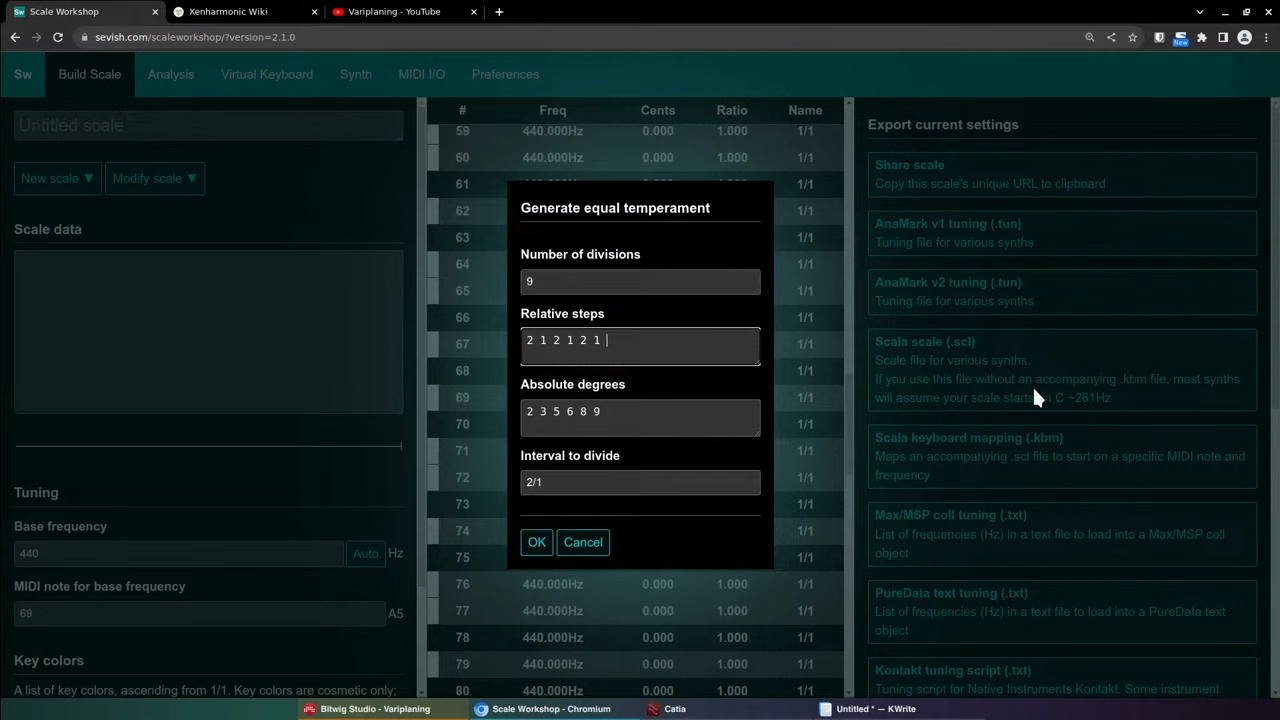 Sw Scale Workshop
Xenharmonic Wiki
Variplaning - YouTube
sevish.com/scaleworkshop/?version=2.1.0
New
Sw
Build Scale
Analysis
Virtual Keyboard
Synth
MIDI I/O
Preferences
Untitled scale
New scale ▼
Modify scale ▼
Scale data
Tuning
Base frequency
440
Auto
Hz
MIDI note for base frequency
69
A5
Key colors
A list of key colors, ascending from 1/1. Key colors are cosmetic only;
# Freq Cents Ratio Name
59 440.000Hz 0.000 1.000 1/1
60 440.000Hz 0.000 1.000 1/1
61 1/1
62 1/1
63 1/1
64 1/1
65 1/1
66 1/1
67 1/1
68 1/1
69 1/1
70 1/1
71 1/1
72 1/1
73 1/1
74 1/1
75 1/1
76 440.000Hz 0.000 1.000 1/1
77 440.000Hz 0.000 1.000 1/1
78 440.000Hz 0.000 1.000 1/1
79 440.000Hz 0.000 1.000 1/1
80 440.000Hz 0.000 1.000 1/1
Generate equal temperament
Number of divisions
9
Relative steps
2 1 2 1 2 1
Absolute degrees
2 3 5 6 8 9
Interval to divide
2/1
OK
Cancel
Export current settings
Share scale
Copy this scale's unique URL to clipboard
AnaMark v1 tuning (.tun)
Tuning file for various synths
AnaMark v2 tuning (.tun)
Tuning file for various synths
Scala scale (.scl)
Scale file for various synths.
If you use this file without an accompanying .kbm file, most synths
will assume your scale starts on C ~261Hz
Scala keyboard mapping (.kbm)
Maps an accompanying .scl file to start on a specific MIDI note and
frequency
Max/MSP coll tuning (.txt)
List of frequencies (Hz) in a text file to load into a Max/MSP coll
object
PureData text tuning (.txt)
List of frequencies (Hz) in a text file to load into a PureData text
object
Kontakt tuning script (.txt)
Tuning script for Native Instruments Kontakt. Some instrument
Bitwig Studio - Variplaning
Scale Workshop - Chromium
Catia
Untitled * — KWrite